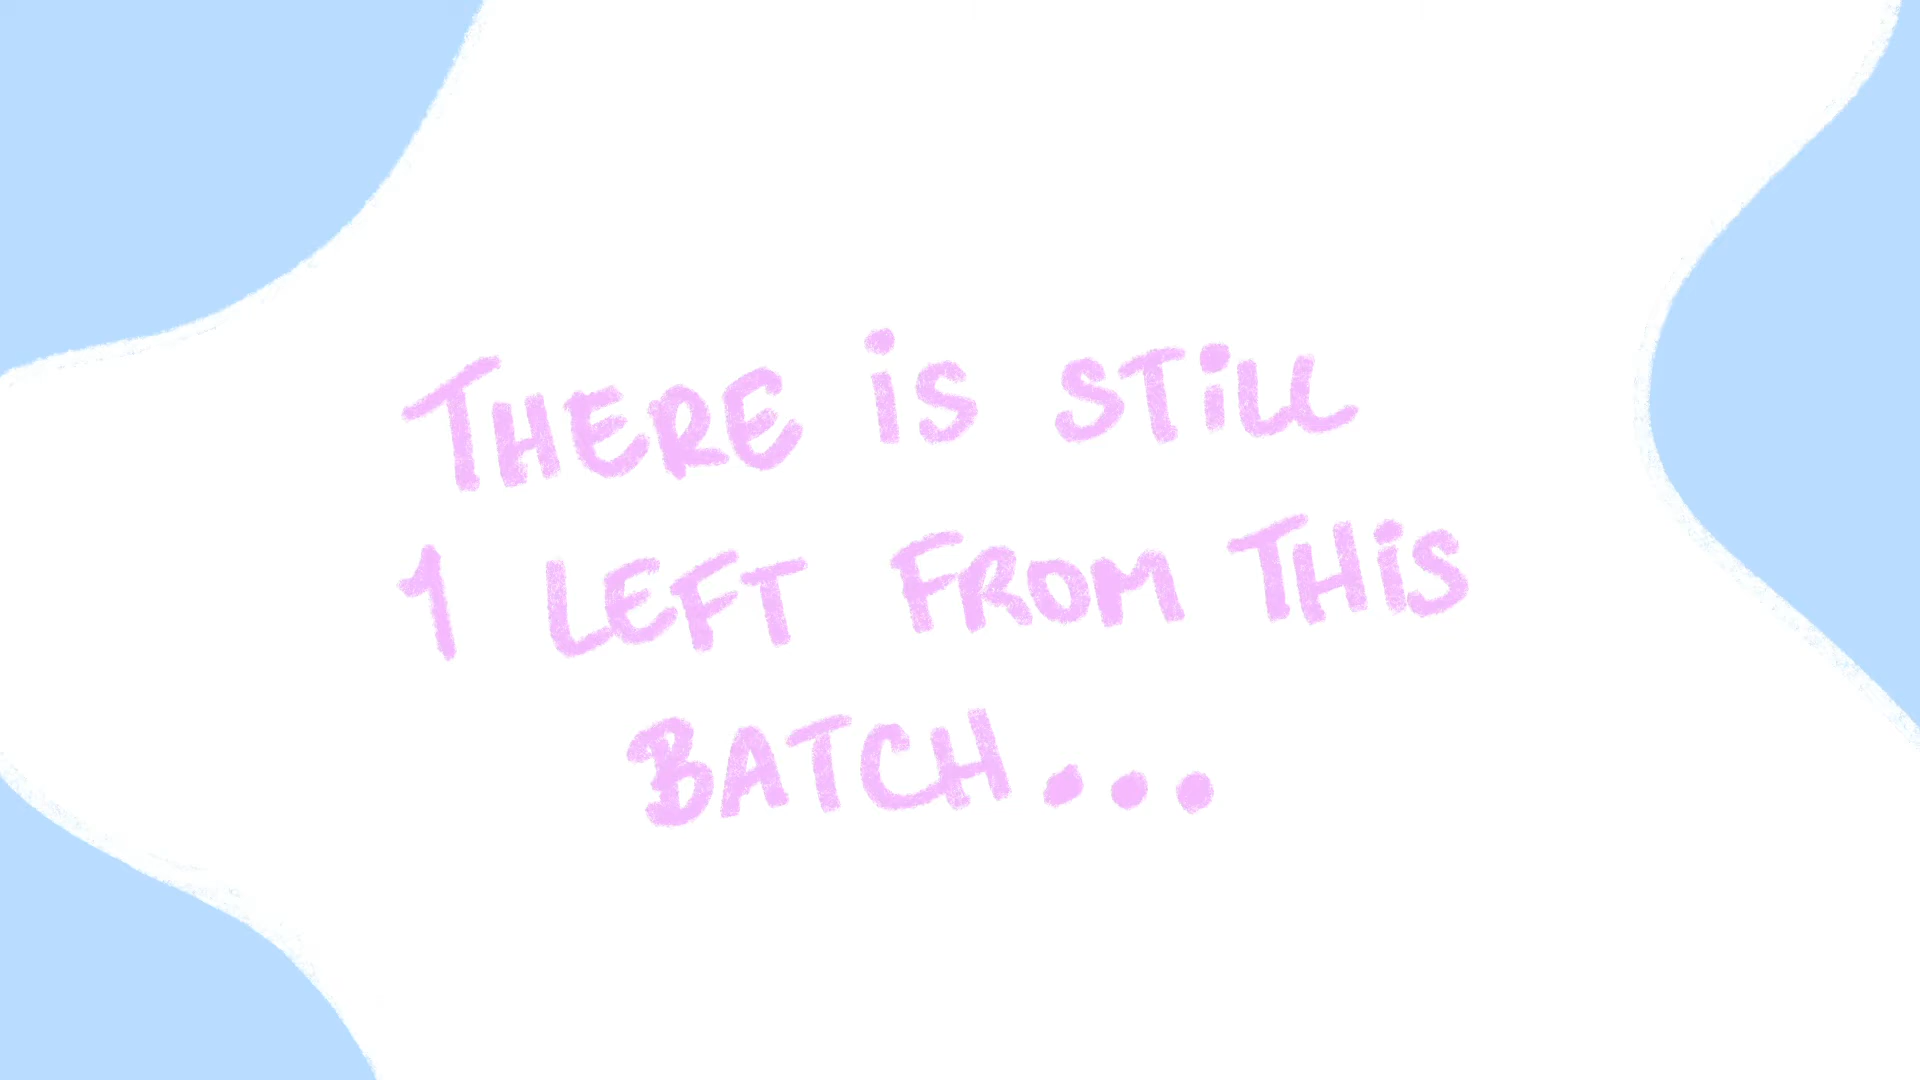 THERE is STiLL
1 LEFT FROM THiS
BATCH...